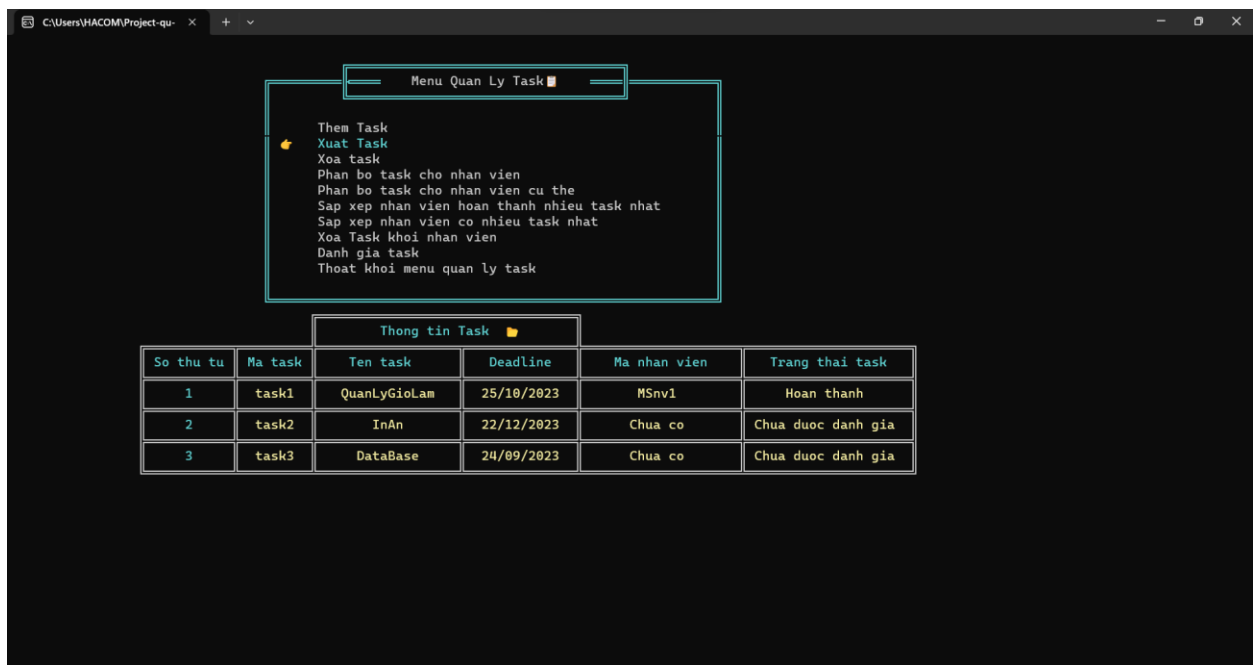 C:\Users\HACOM\Project-qu-
Menu Quan Ly Task
Them Task
Xuat Task
Xoa task
Phan bo task cho nhan vien
Phan bo task cho nhan vien cu the
Sap xep nhan vien hoan thanh nhieu task nhat
Sap xep nhan vien co nhieu task nhat
Xoa Task khoi nhan vien
Danh gia task
Thoat khoi menu quan ly task
Thong tin Task
So thu tu Ma task Ten task Deadline Ma nhan vien Trang thai task
1 task1 QuanLyGioLam 25/10/2023 MSnv1 Hoan thanh
2 task2 InAn 22/12/2023 Chua co Chua duoc danh gia
3 task3 DataBase 24/09/2023 Chua co Chua duoc danh gia